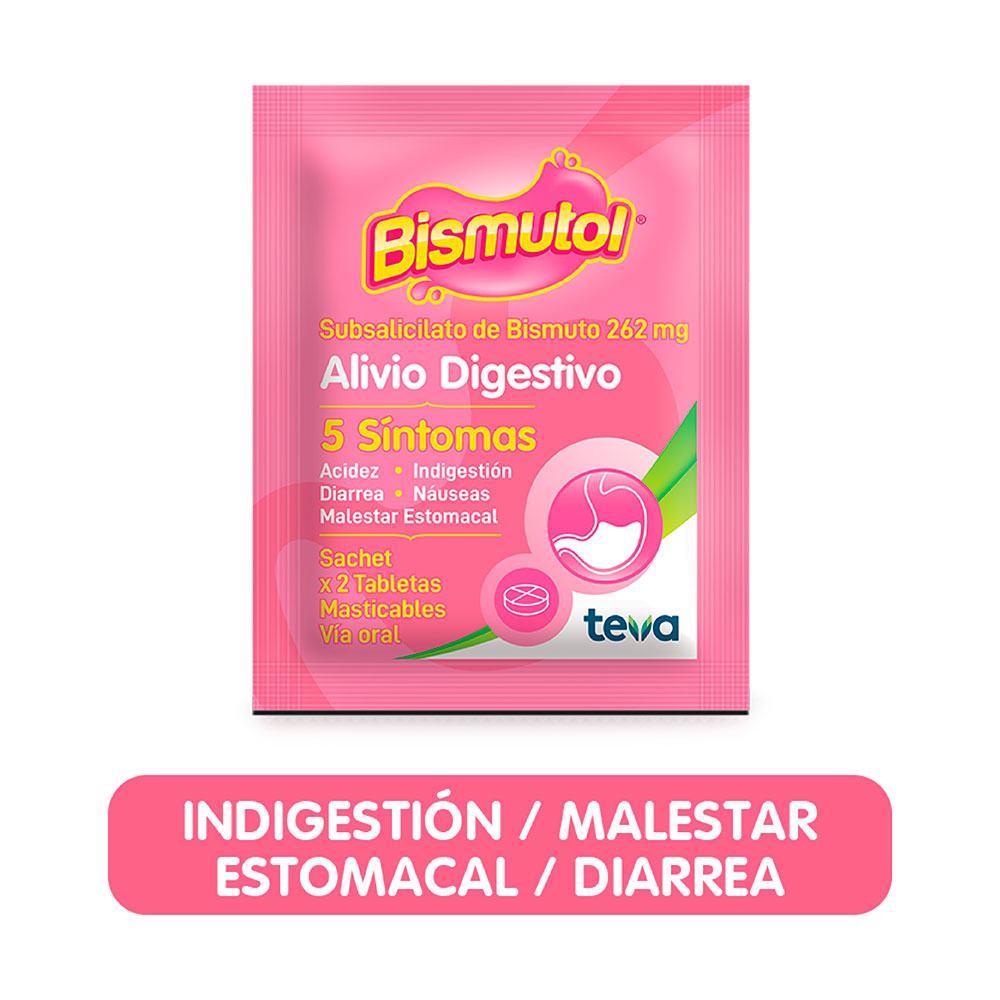 Bismutol®
Subsalicilato de Bismuto 262 mg
Alivio Digestivo
5 Síntomas
Acidez • Indigestión
Diarrea • Náuseas
Malestar Estomacal
Sachet
x 2 Tabletas
Masticables
Vía oral
teva
INDIGESTIÓN / MALESTAR
ESTOMACAL / DIARREA